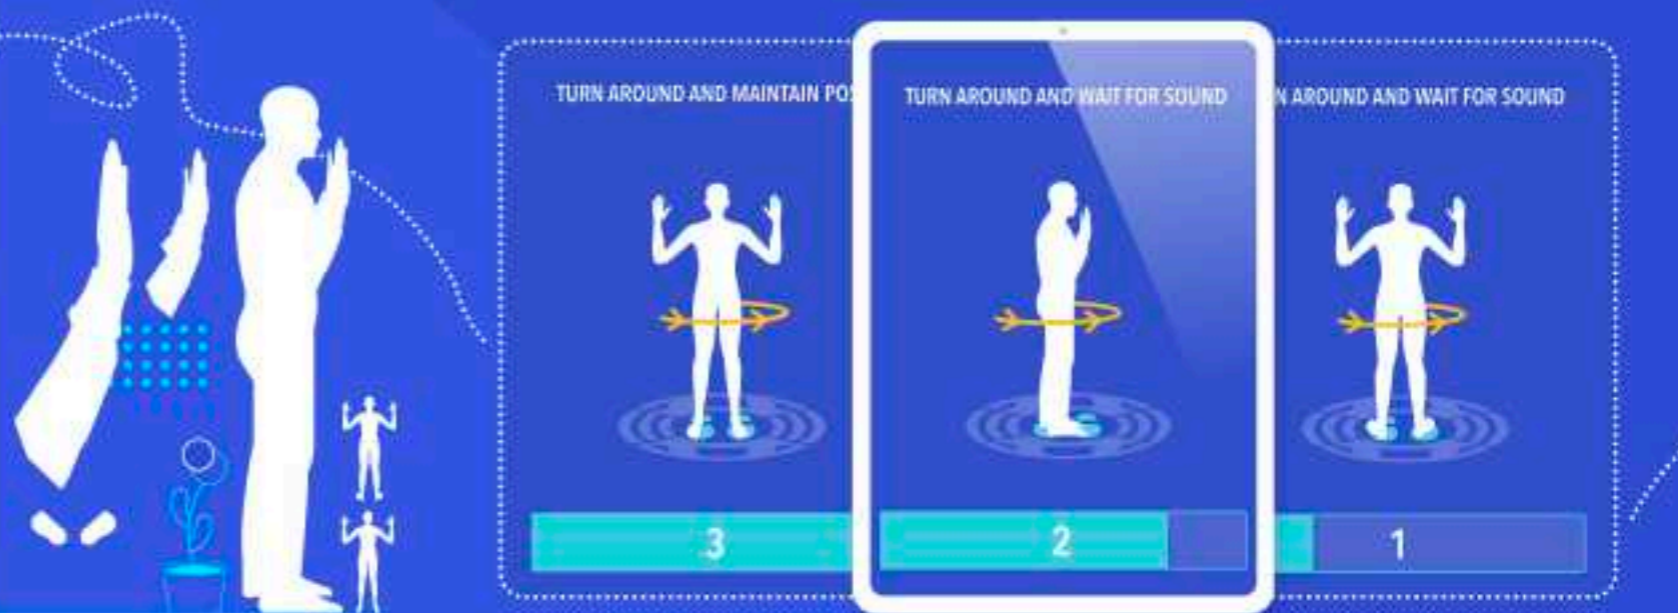 TURN AROUND AND MAINTAIN POS
TURN AROUND AND WAIT FOR SOUND
N AROUND AND WAIT FOR SOUND
3
2
1